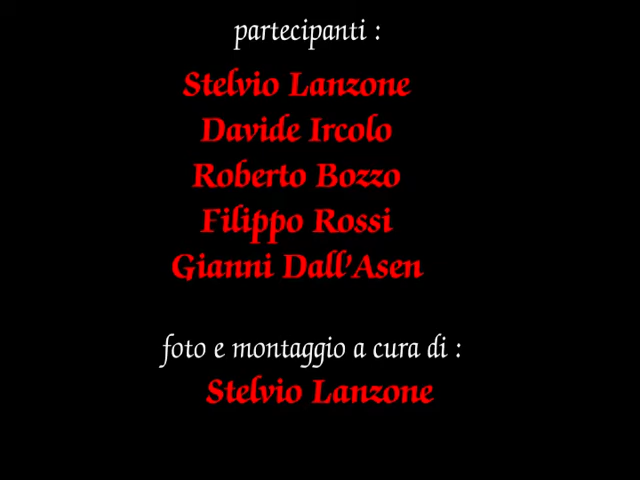 partecipanti :
Stelvio Lanzone
Davide Ircolo
Roberto Bozzo
Filippo Rossi
Gianni Dall'Asen
foto e montaggio a cura di :
Stelvio Lanzone